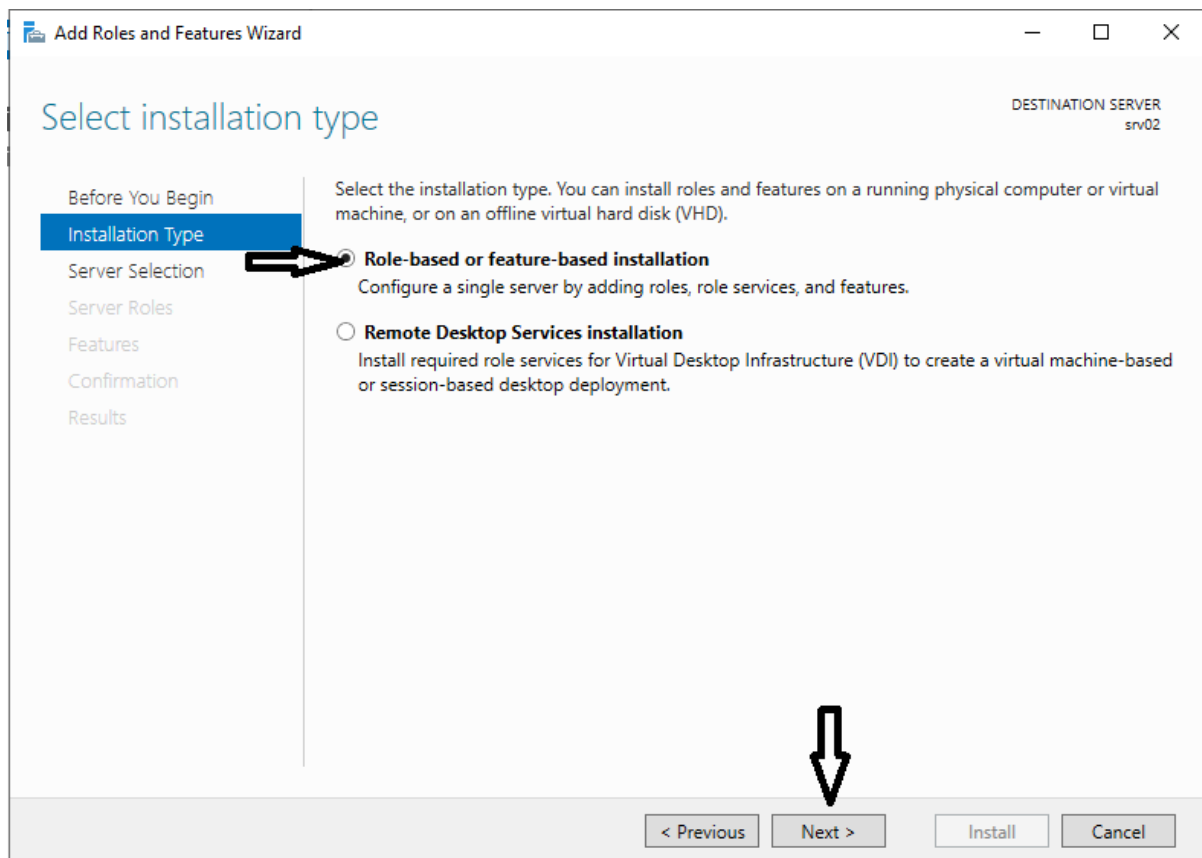 Add Roles and Features Wizard
Select installation type
DESTINATION SERVER
srv02
Before You Begin
Installation Type
Server Selection
Server Roles
Features
Confirmation
Results
Select the installation type. You can install roles and features on a running physical computer or virtual
machine, or on an offline virtual hard disk (VHD).
Role-based or feature-based installation
Configure a single server by adding roles, role services, and features.
Remote Desktop Services installation
Install required role services for Virtual Desktop Infrastructure (VDI) to create a virtual machine-based
or session-based desktop deployment.
< Previous
Next >
Install
Cancel